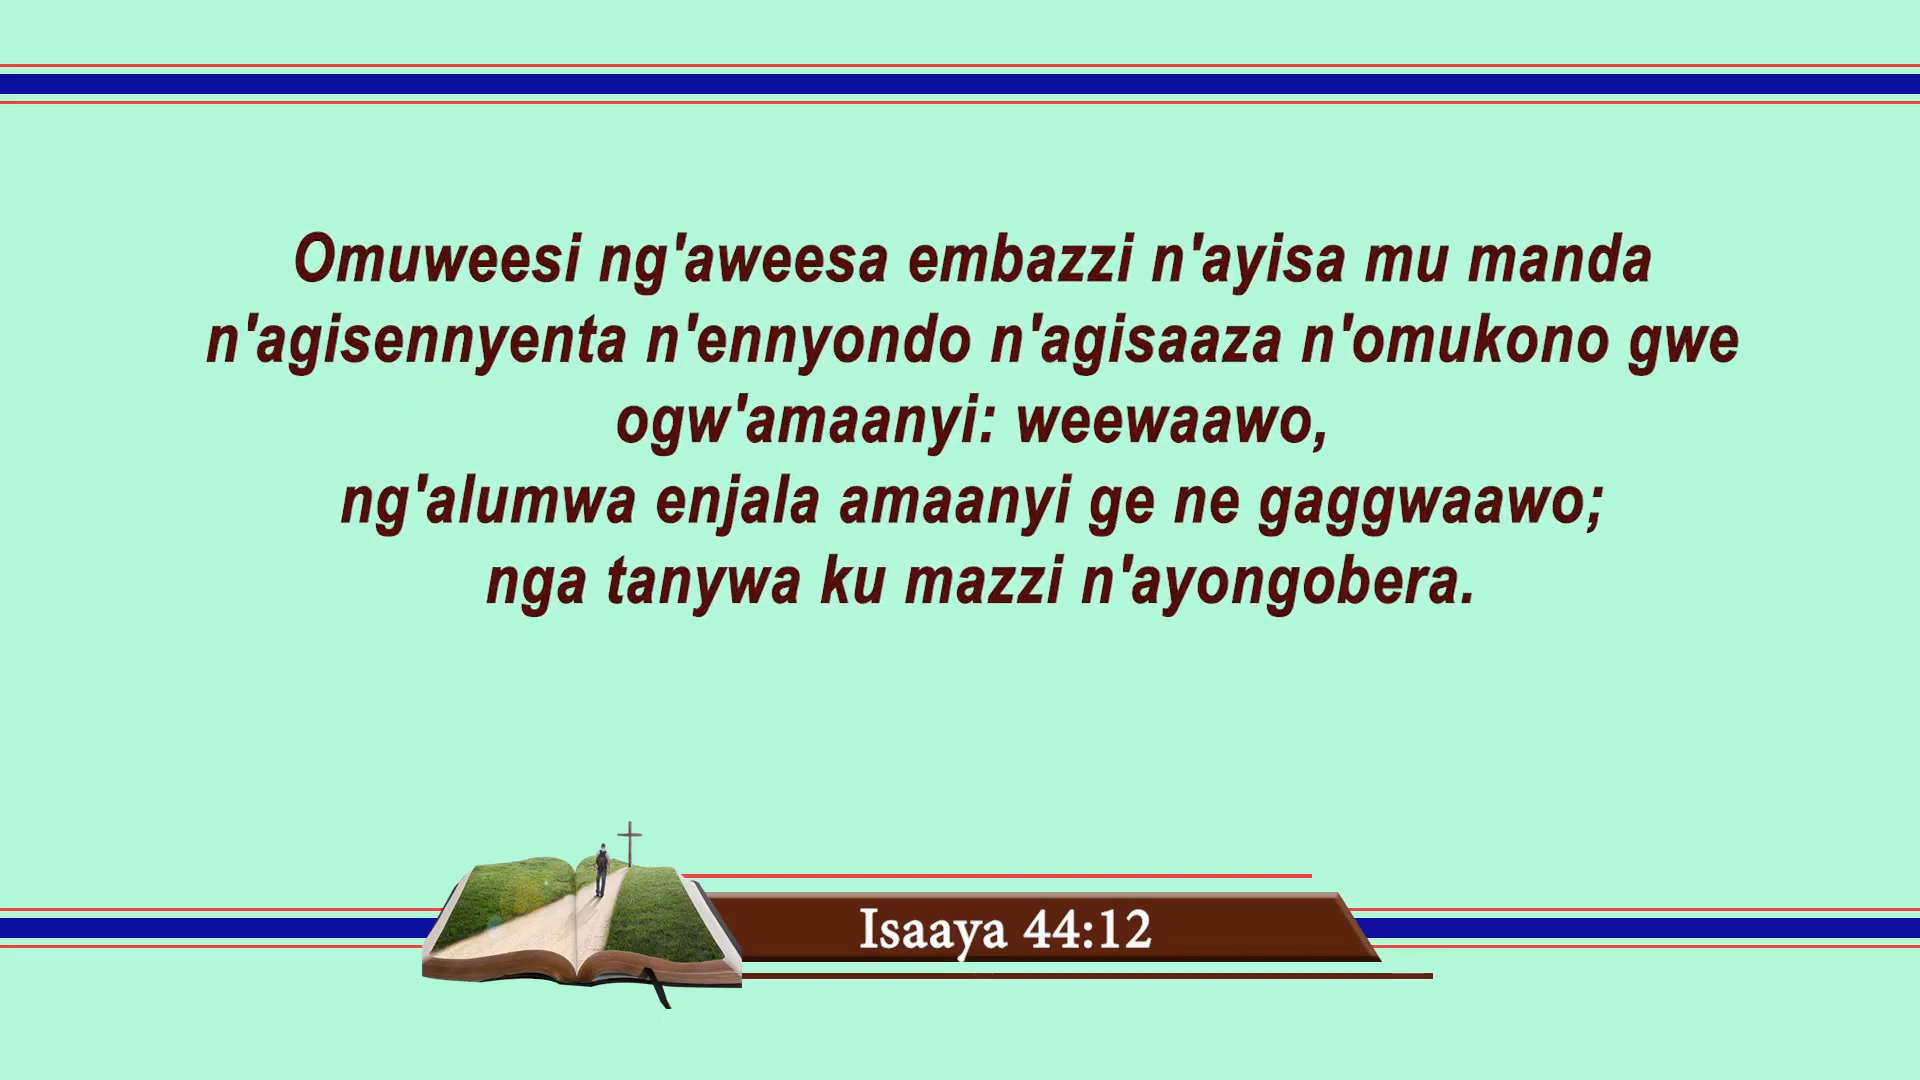 Omuweesi ng'aweesa embazzi n'ayisa mu manda
n'agisennyenta n'ennyondo n'agisaaza n'omukono gwe
ogw'amaanyi: weewaawo,
ng'alumwa enjala amaanyi ge ne gaggwaawo;
nga tanywa ku mazzi n'ayongobera.
Isaaya 44:12